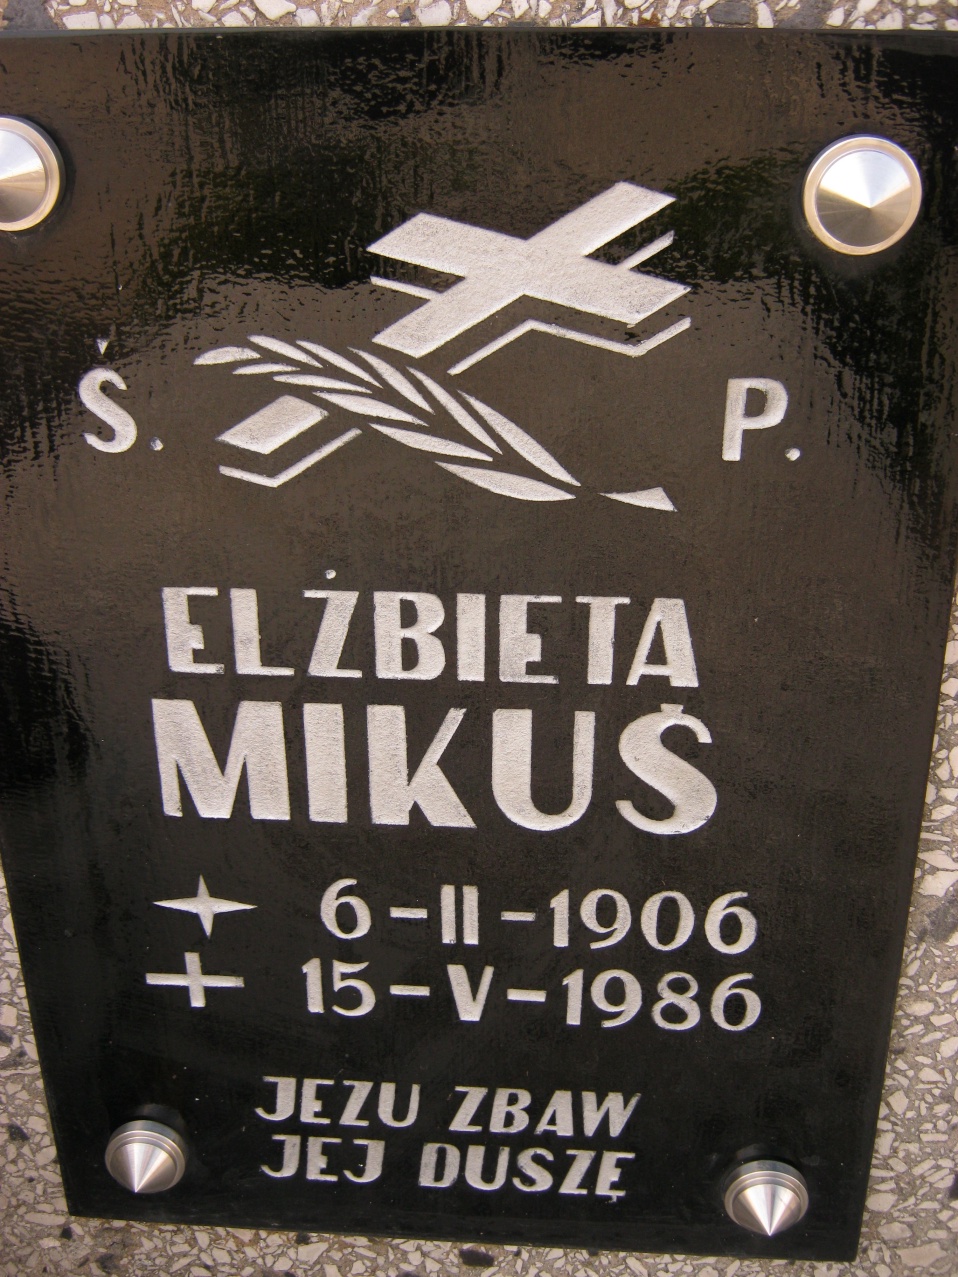 Ś. P.
ELŻBIETA
MIKUŚ
6-II-1906
15-V-1986
JEZU ZBAW
JEJ DUSZĘ